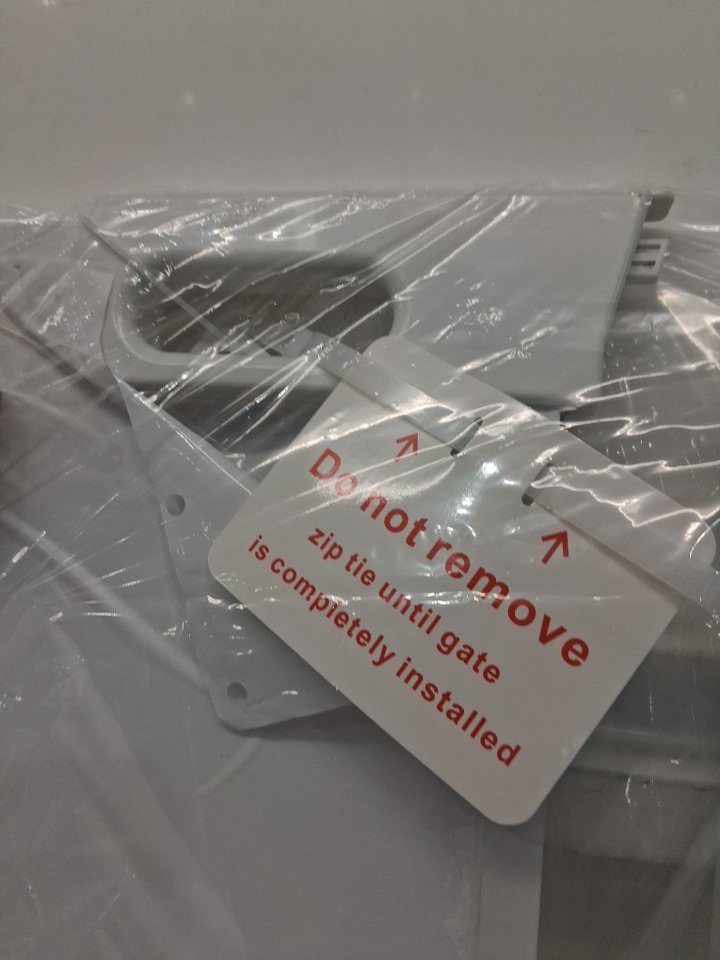 Do not remove
zip tie until gate
is completely installed